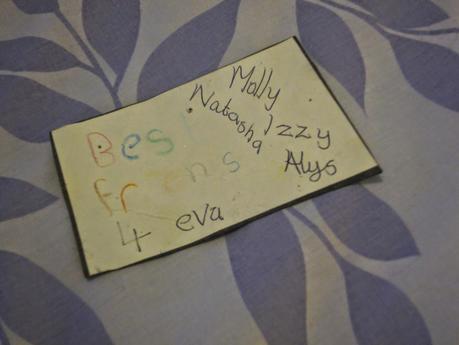 Best
frens
4 eva
Molly
Natasha
Izzy
Alys